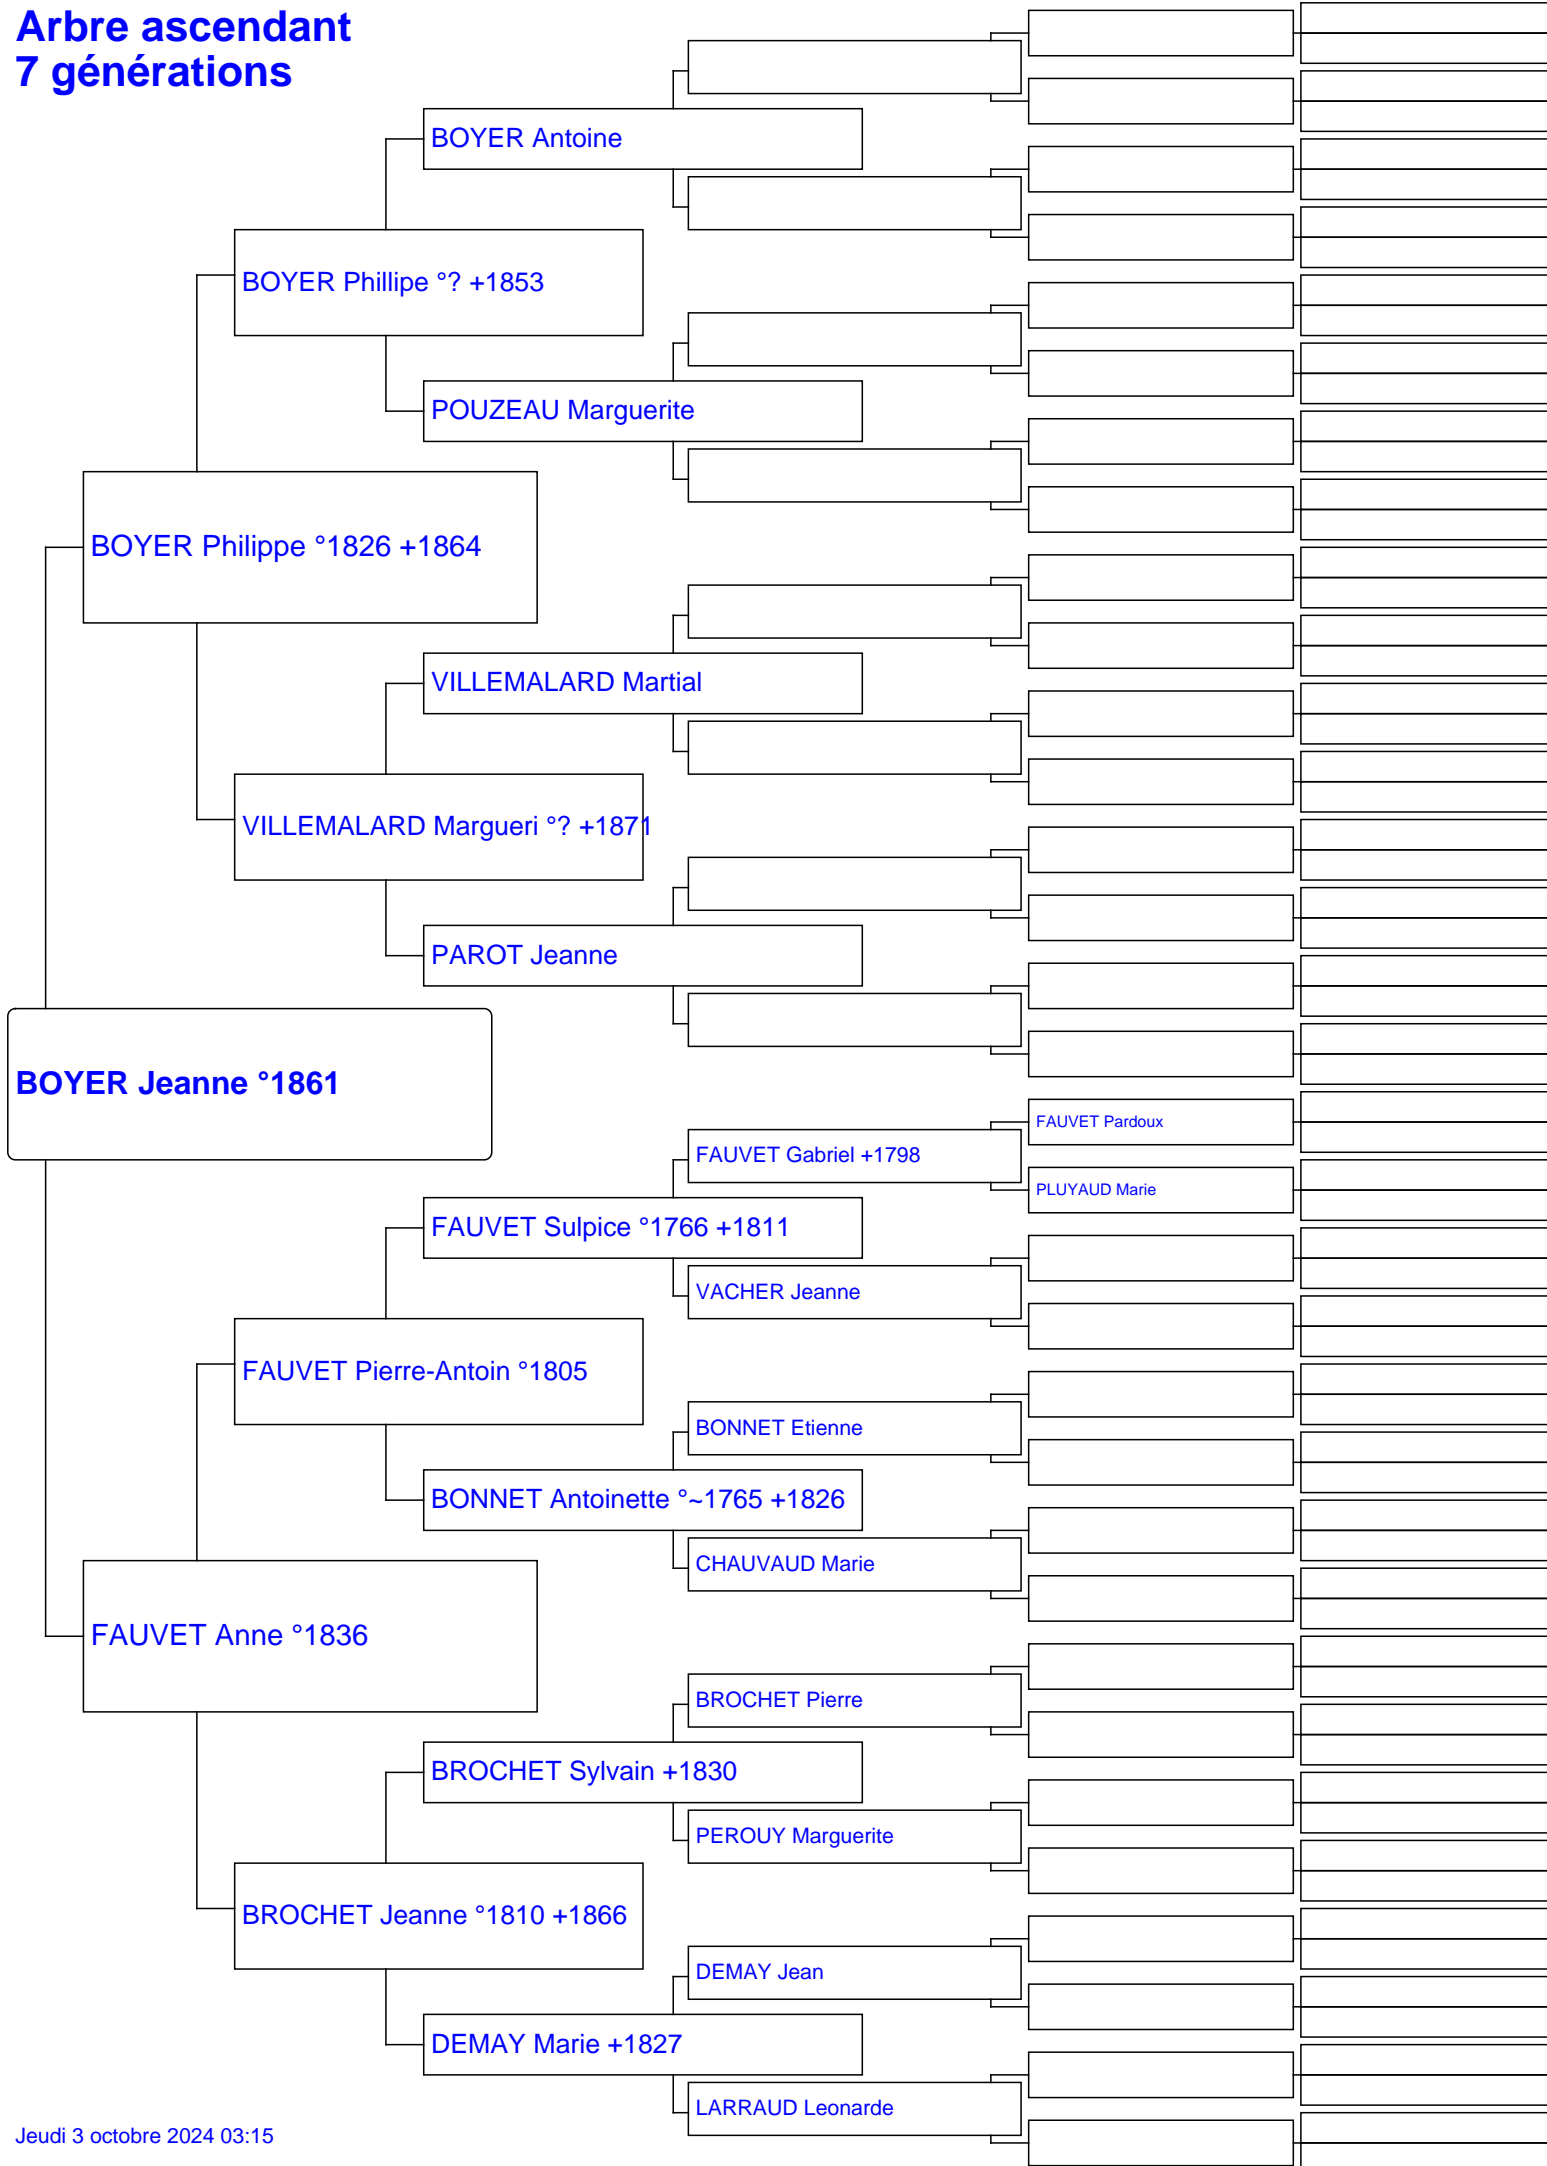 Arbre ascendant
7 générations
BOYER Antoine
BOYER Phillipe °? +1853
POUZEAU Marguerite
BOYER Philippe °1826 +1864
VILLEMALARD Martial
VILLEMALARD Margueri °? +1871
PAROT Jeanne
BOYER Jeanne °1861
FAUVET Pardoux
FAUVET Gabriel +1798
PLUYAUD Marie
FAUVET Sulpice °1766 +1811
VACHER Jeanne
FAUVET Pierre-Antoin °1805
BONNET Etienne
BONNET Antoinette °~1765 +1826
CHAUVAUD Marie
FAUVET Anne °1836
BROCHET Pierre
BROCHET Sylvain +1830
PEROUY Marguerite
BROCHET Jeanne °1810 +1866
DEMAY Jean
DEMAY Marie +1827
LARRAUD Leonarde
Jeudi 3 octobre 2024 03:15